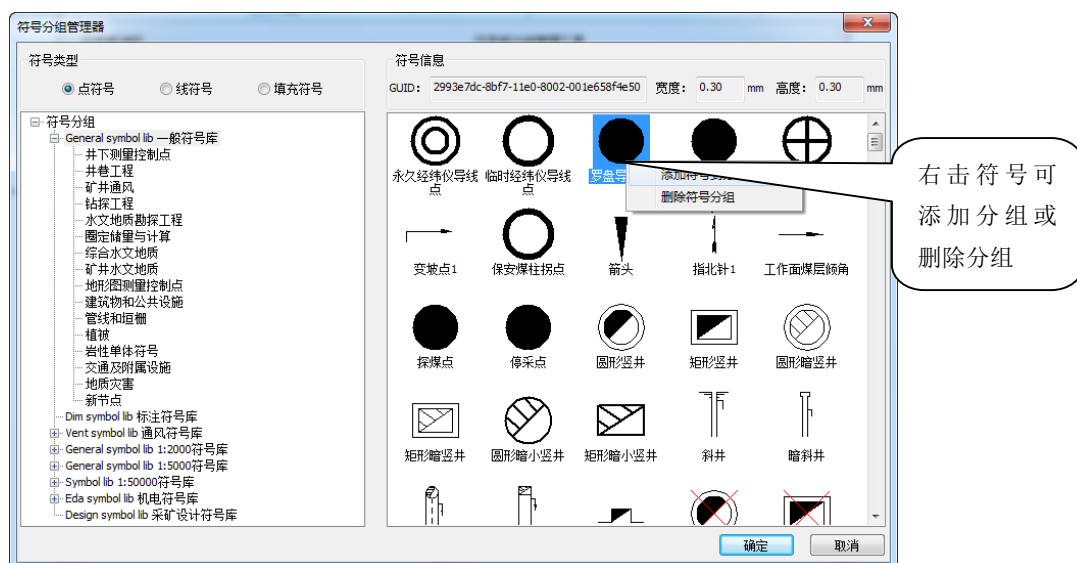 符号分组管理器
符号类型
点符号 线符号 填充符号
符号分组
General symbol lib 一般符号库
井下测量控制点
井巷工程
矿井通风
钻探工程
水文地质勘探工程
圈定储量与计算
综合水文地质
矿井水文地质
地形图测量控制点
建筑物和公共设施
管线和垣栅
植被
岩性单体符号
交通及附属设施
地质灾害
新节点
Dim symbol lib 标注符号库
Vent symbol lib 通风符号库
General symbol lib 1:2000符号库
General symbol lib 1:5000符号库
Symbol lib 1:50000符号库
Eda symbol lib 机电符号库
Design symbol lib 采矿设计符号库
符号信息
GUID: 2993e7dc-8bf7-11e0-8002-001e658f4e50 宽度: 0.30 mm 高度: 0.30 mm
永久经纬仪导线点 临时经纬仪导线点 罗盘导
添加符号
删除符号分组
变坡点1 保安煤柱拐点 箭头 指北针1 工作面煤层倾角
探煤点 停采点 圆形竖井 矩形竖井 圆形暗竖井
矩形暗竖井 圆形暗小竖井 矩形暗小竖井 斜井 暗斜井
确定 取消
右击符号可
添加分组或
删除分组